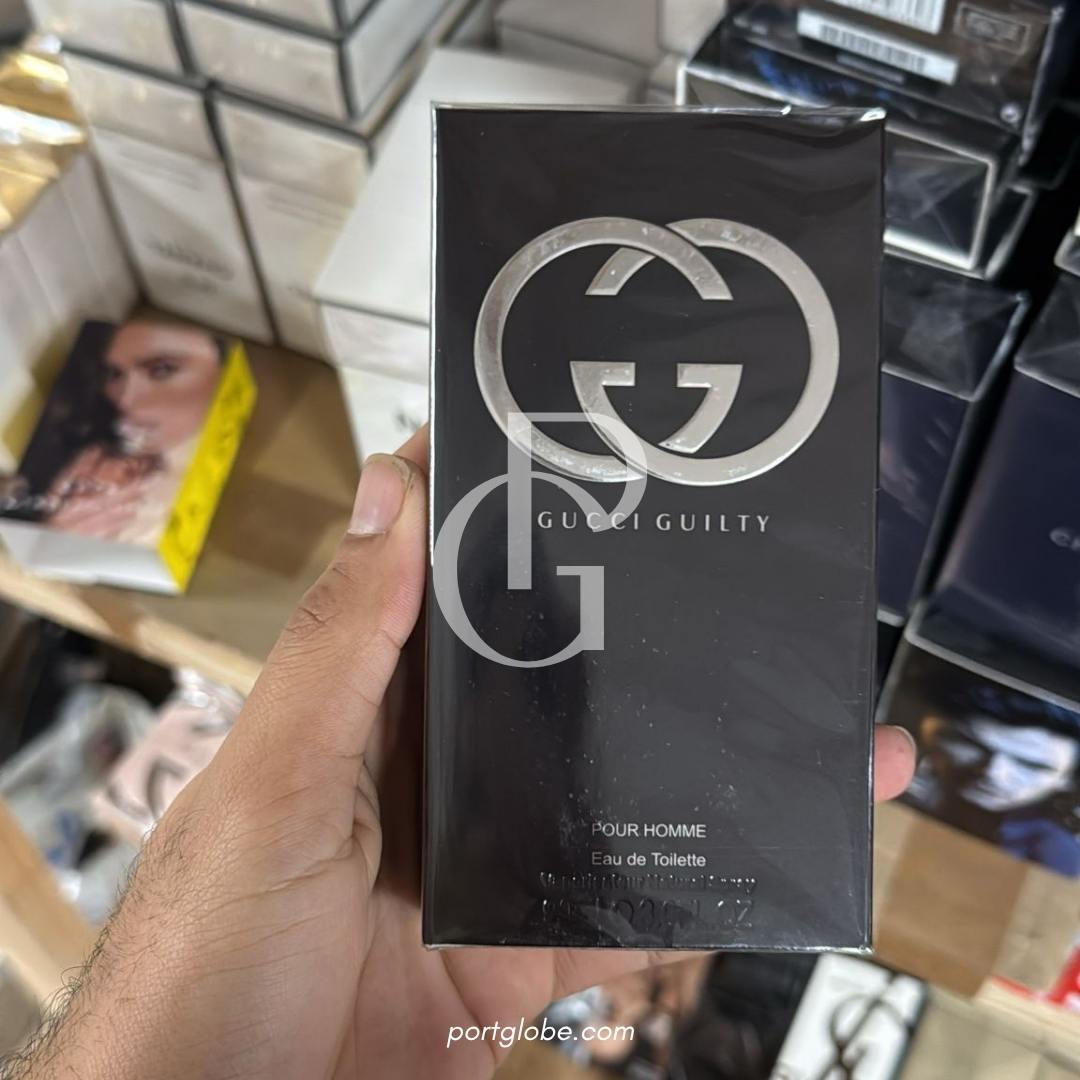 GUCCI GUILTY
POUR HOMME
Eau de Toilette
portglobe.com